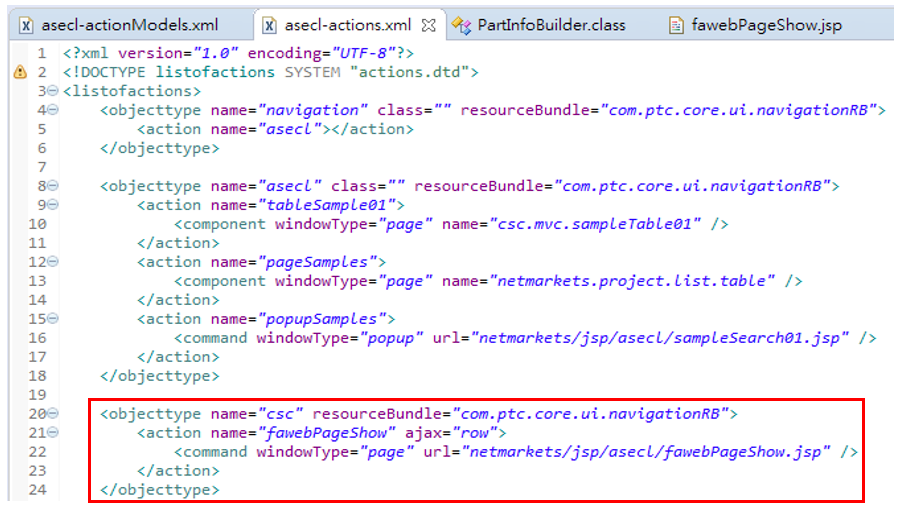 asecl-actionModels.xml asecl-actions.xml PartInfoBuilder.class fawebPageShow.jsp
1 <?xml version="1.0" encoding="UTF-8"?>
2 <!DOCTYPE listofactions SYSTEM "actions.dtd">
3 <listofactions>
4     <objecttype name="navigation" class="" resourceBundle="com.ptc.core.ui.navigationRB">
5         <action name="asecl"></action>
6     </objecttype>
7
8     <objecttype name="asecl" class="" resourceBundle="com.ptc.core.ui.navigationRB">
9         <action name="tableSample01">
10             <component windowType="page" name="csc.mvc.sampleTable01" />
11         </action>
12         <action name="pageSamples">
13             <component windowType="page" name="netmarkets.project.list.table" />
14         </action>
15         <action name="popupSamples">
16             <command windowType="popup" url="netmarkets/jsp/asecl/sampleSearch01.jsp" />
17         </action>
18     </objecttype>
19
20     <objecttype name="csc" resourceBundle="com.ptc.core.ui.navigationRB">
21         <action name="fawebPageShow" ajax="row">
22             <command windowType="page" url="netmarkets/jsp/asecl/fawebPageShow.jsp" />
23         </action>
24     </objecttype>